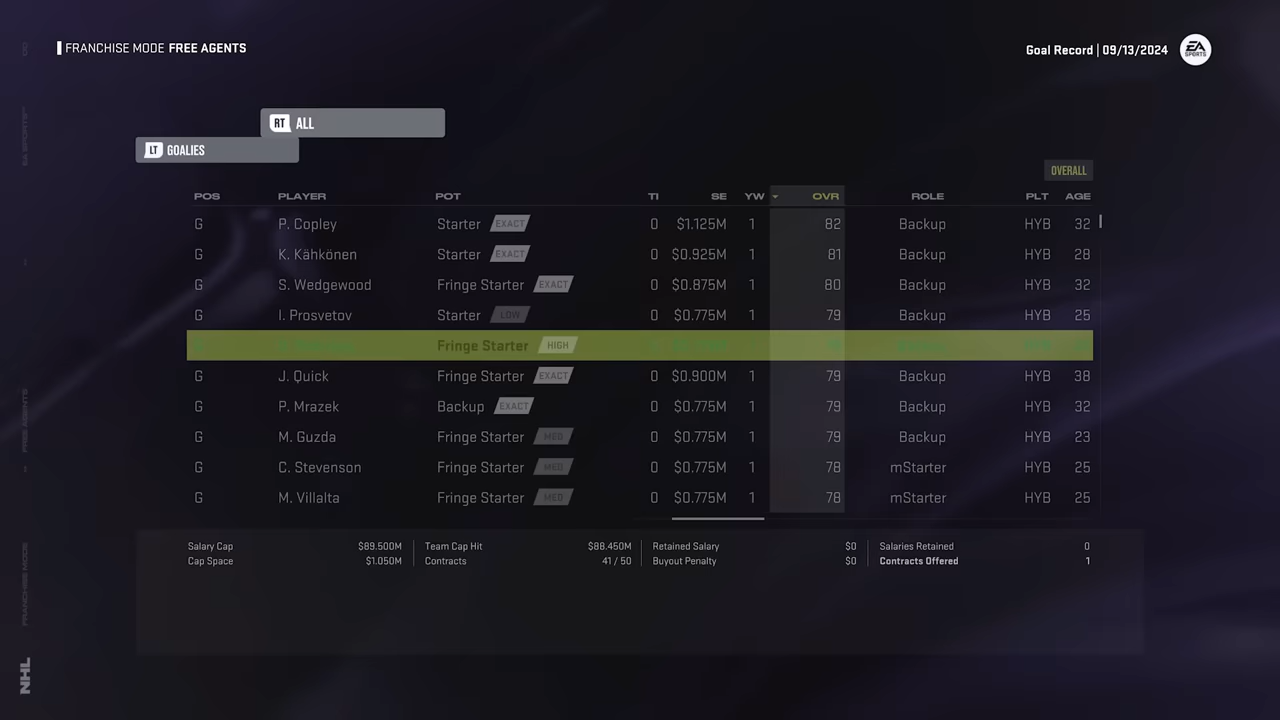 FRANCHISE MODE FREE AGENTS
Goal Record | 09/13/2024
EA SPORTS
RT ALL
LT GOALIES
OVERALL
POS PLAYER POT TI SE YW OVR ROLE PLT AGE
G P. Copley Starter EXACT 0 $1.125M 1 82 Backup HYB 32
G K. Kähkönen Starter EXACT 0 $0.925M 1 81 Backup HYB 28
G S. Wedgewood Fringe Starter EXACT 0 $0.875M 1 80 Backup HYB 32
G I. Prosvetov Starter LOW 0 $0.775M 1 79 Backup HYB 25
Fringe Starter HIGH
G J. Quick Fringe Starter EXACT 0 $0.900M 1 79 Backup HYB 38
G P. Mrazek Backup EXACT 0 $0.775M 1 79 Backup HYB 32
G M. Guzda Fringe Starter MED 0 $0.775M 1 79 Backup HYB 23
G C. Stevenson Fringe Starter MED 0 $0.775M 1 78 mStarter HYB 25
G M. Villalta Fringe Starter MED 0 $0.775M 1 78 mStarter HYB 25
Salary Cap $89.500M Team Cap Hit $88.450M Retained Salary $0 Salaries Retained 0
Cap Space $1.050M Contracts 41 / 50 Buyout Penalty $0 Contracts Offered 1
NHL
FRANCHISE MODE
FREE AGENTS
EA SPORTS